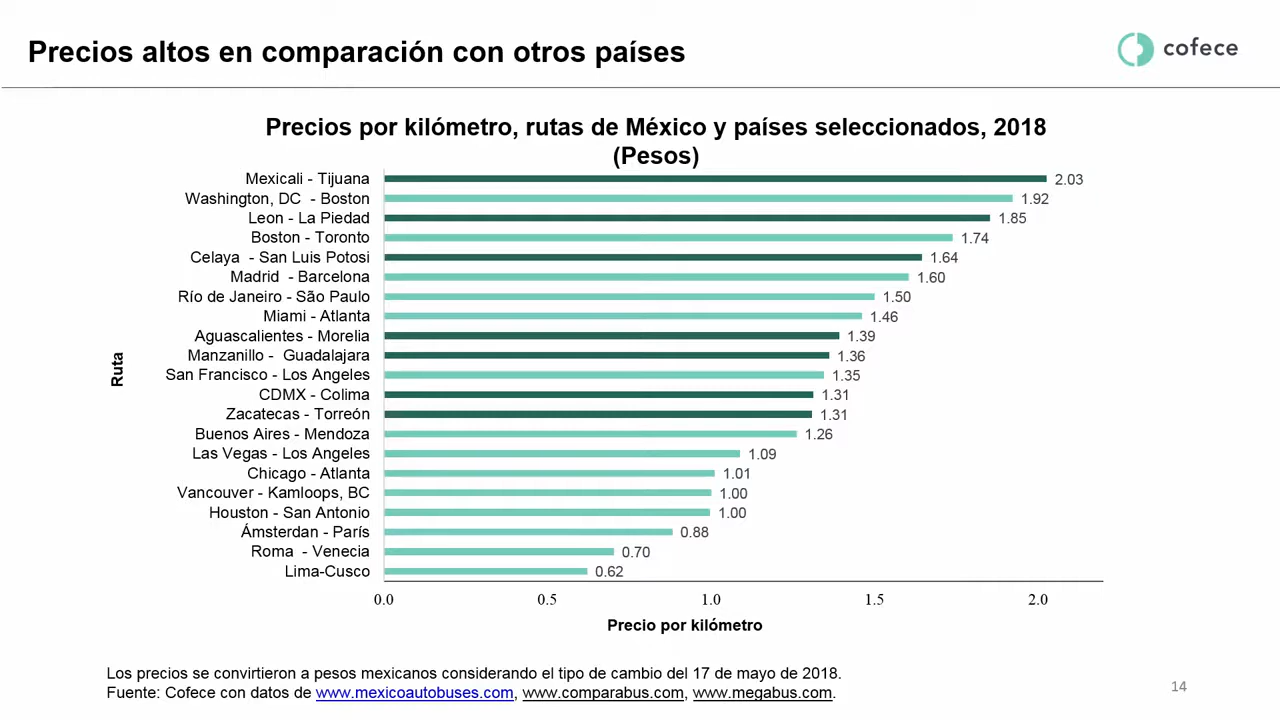 Precios altos en comparación con otros países
cofece
Precios por kilómetro, rutas de México y países seleccionados, 2018
(Pesos)
Mexicali - Tijuana 2.03
Washington, DC - Boston 1.92
Leon - La Piedad 1.85
Boston - Toronto 1.74
Celaya - San Luis Potosi 1.64
Madrid - Barcelona 1.60
Río de Janeiro - São Paulo 1.50
Miami - Atlanta 1.46
Aguascalientes - Morelia 1.39
Manzanillo - Guadalajara 1.36
San Francisco - Los Angeles 1.35
CDMX - Colima 1.31
Zacatecas - Torreón 1.31
Buenos Aires - Mendoza 1.26
Las Vegas - Los Angeles 1.09
Chicago - Atlanta 1.01
Vancouver - Kamloops, BC 1.00
Houston - San Antonio 1.00
Ámsterdan - París 0.88
Roma - Venecia 0.70
Lima-Cusco 0.62
Ruta
0.0 0.5 1.0 1.5 2.0
Precio por kilómetro
Los precios se convirtieron a pesos mexicanos considerando el tipo de cambio del 17 de mayo de 2018.
Fuente: Cofece con datos de www.mexicoautobuses.com, www.comparabus.com, www.megabus.com.
14